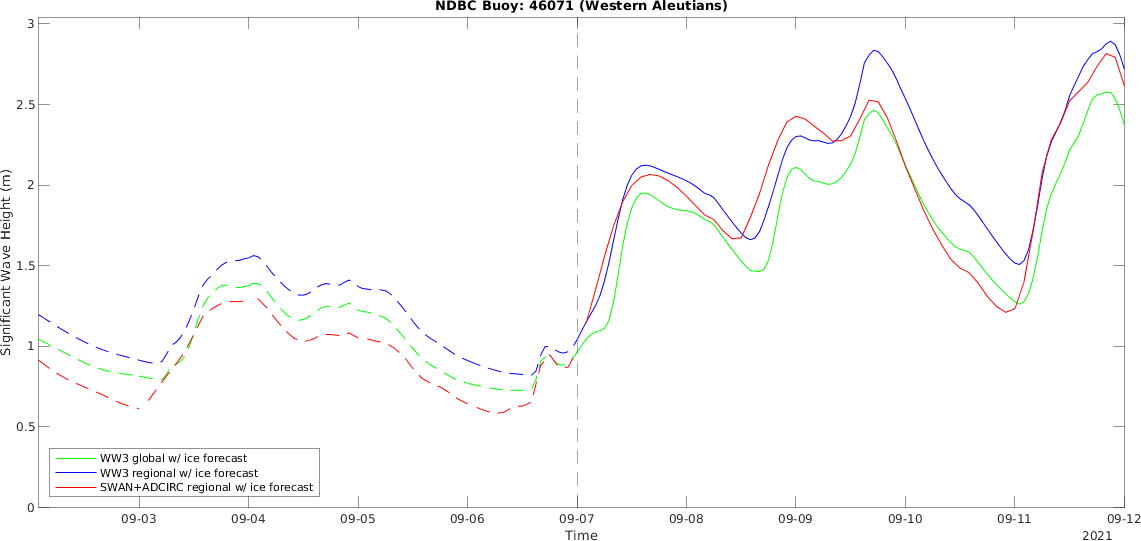 NDBC Buoy: 46071 (Western Aleutians)
3
2.5
2
1.5
1
0.5
0
Significant Wave Height (m)
WW3 global w/ ice forecast
WW3 regional w/ ice forecast
SWAN+ADCIRC regional w/ ice forecast
09-03 09-04 09-05 09-06 09-07 09-08 09-09 09-10 09-11 09-12
Time
2021